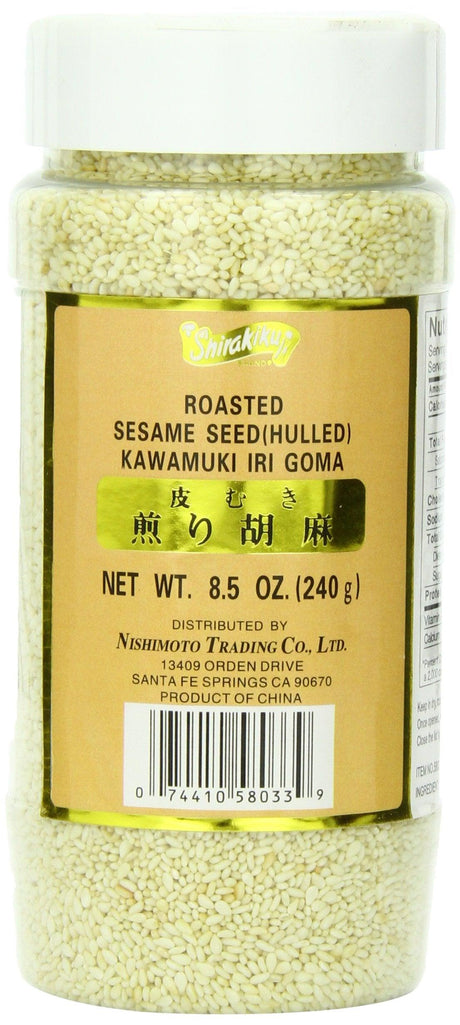 Shirakiku
BRAND
ROASTED
SESAME SEED(HULLED)
KAWAMUKI IRI GOMA
皮むき
煎り胡麻
NET WT. 8.5 OZ.(240g)
DISTRIBUTED BY
NISHIMOTO TRADING CO., LTD.
13409 ORDEN DRIVE
SANTA FE SPRINGS CA 90670
PRODUCT OF CHINA
0 74410 58033 9